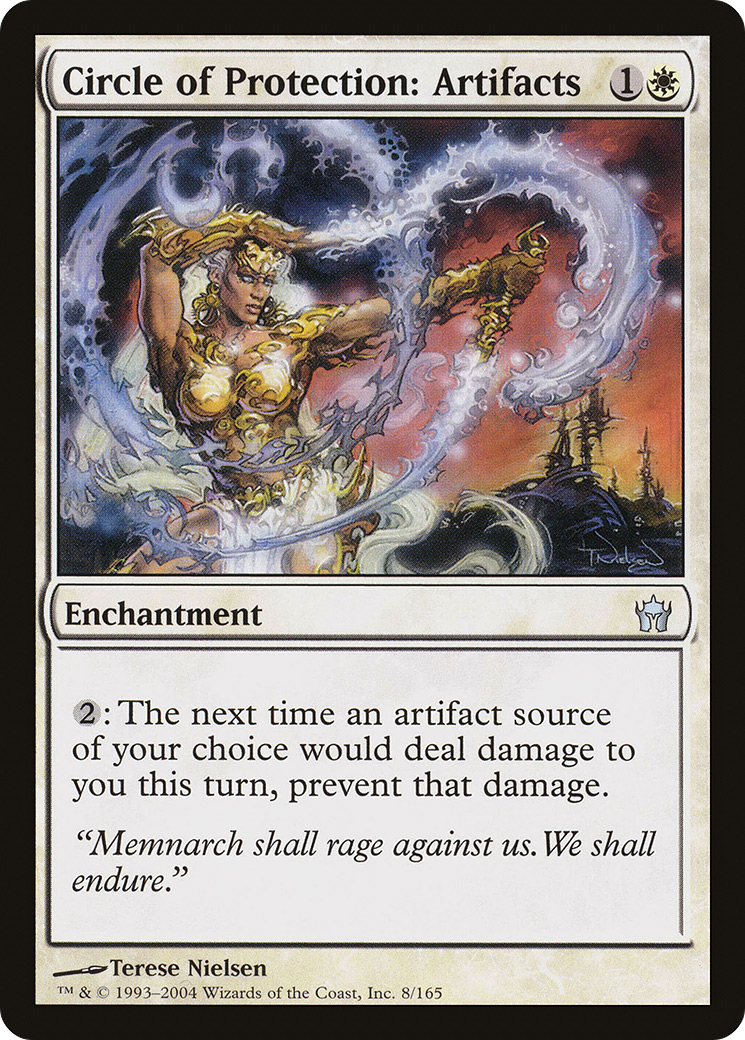 Circle of Protection: Artifacts 1
T. Nielsen
Enchantment
2: The next time an artifact source
of your choice would deal damage to
you this turn, prevent that damage.
“Memnarch shall rage against us. We shall
endure.”
Terese Nielsen
™ & © 1993–2004 Wizards of the Coast, Inc. 8/165